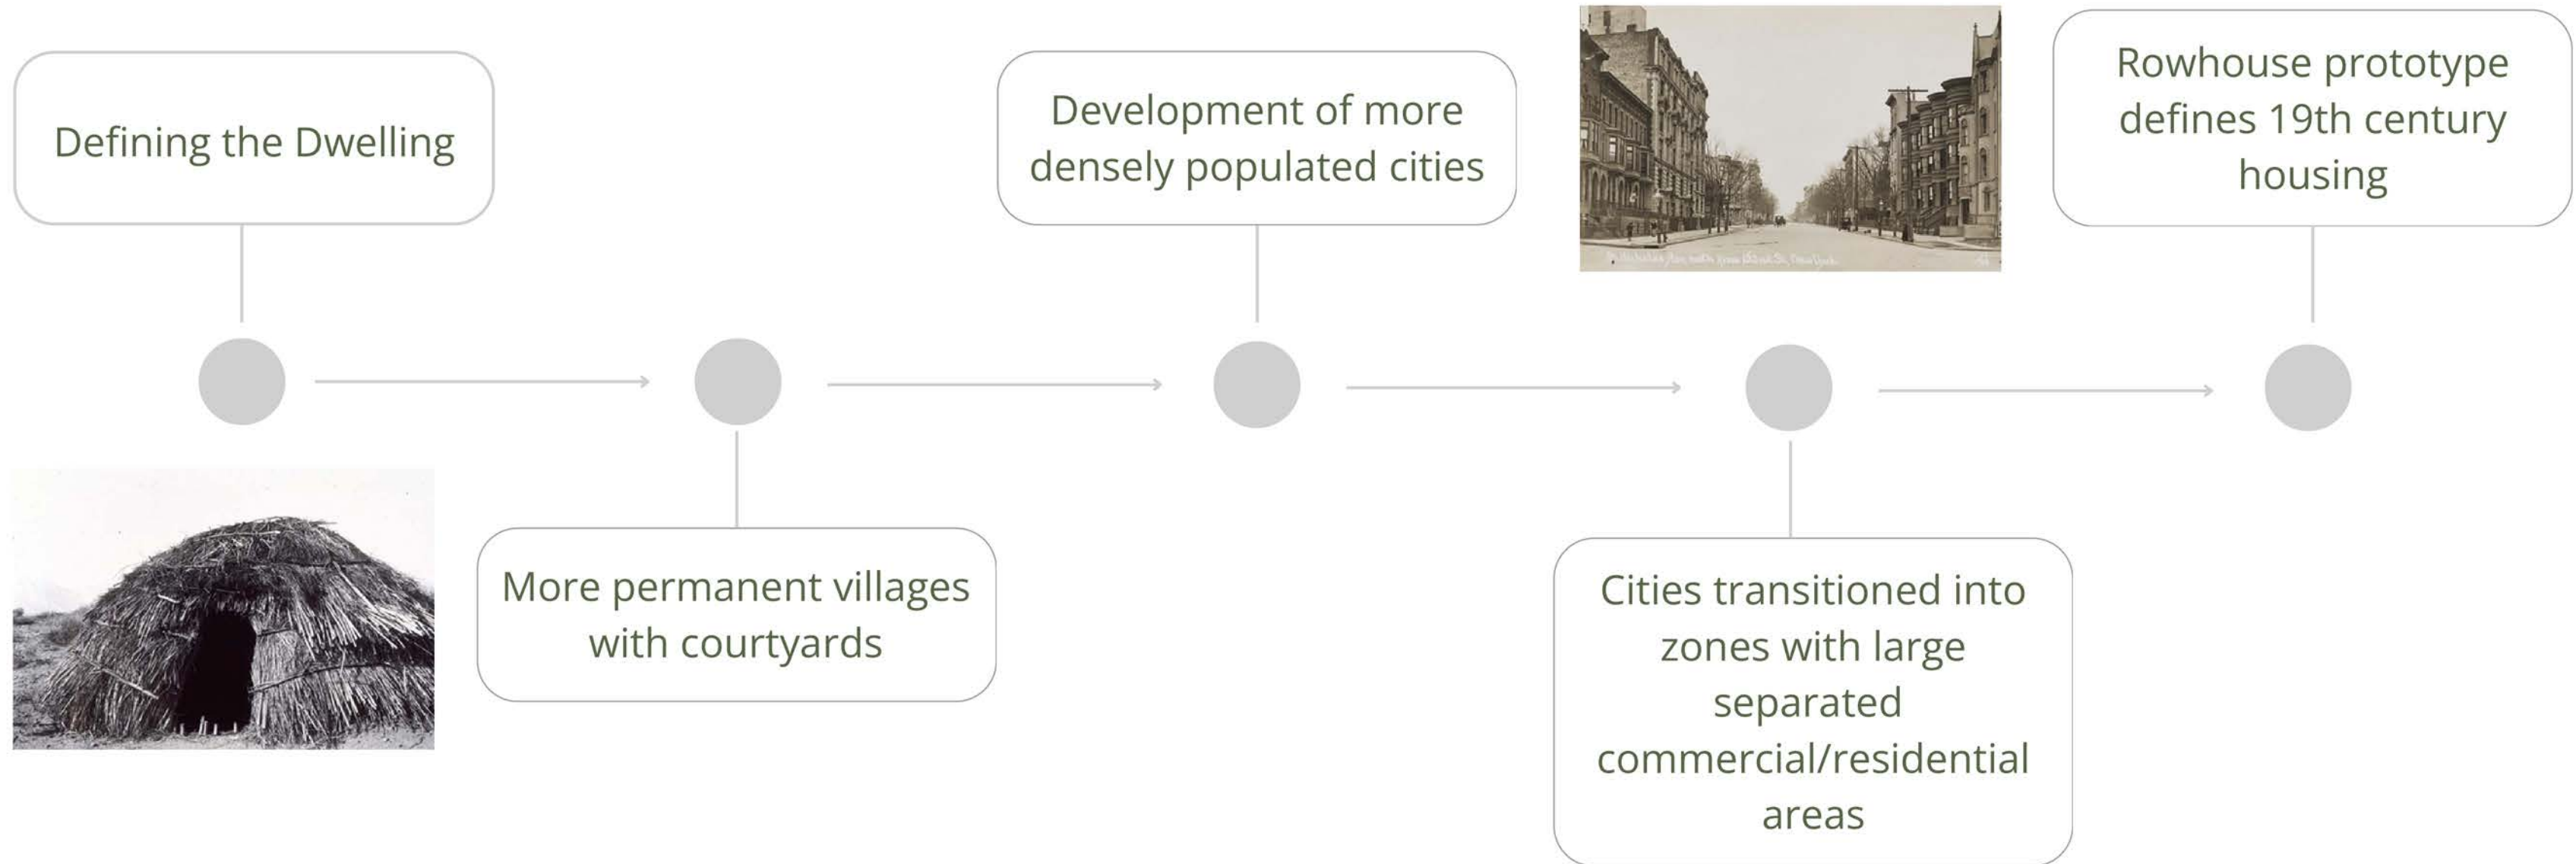 Defining the Dwelling
More permanent villages
with courtyards
Development of more
densely populated cities
Cities transitioned into
zones with large
separated
commercial/residential
areas
Rowhouse prototype
defines 19th century
housing